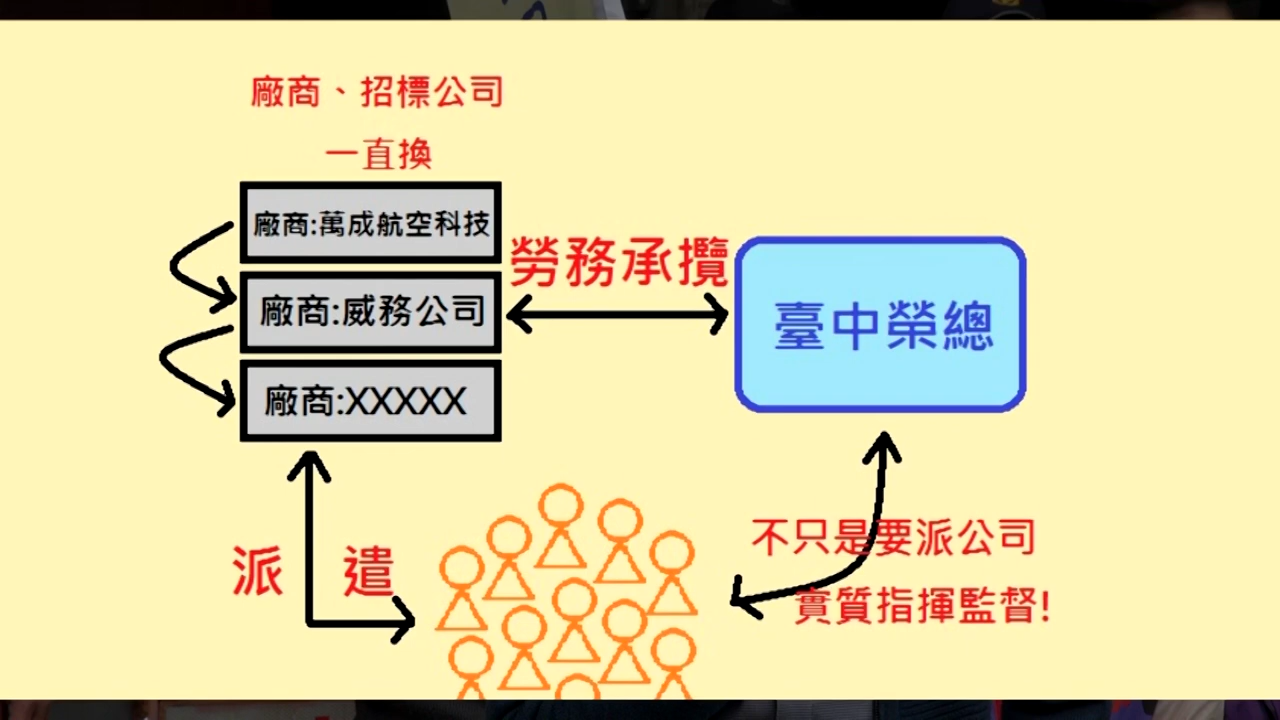 廠商、招標公司
一直換
廠商:萬成航空科技
廠商:威務公司
廠商:XXXXX
勞務承攬
臺中榮總
派遣
不只是要派公司
實質指揮監督!